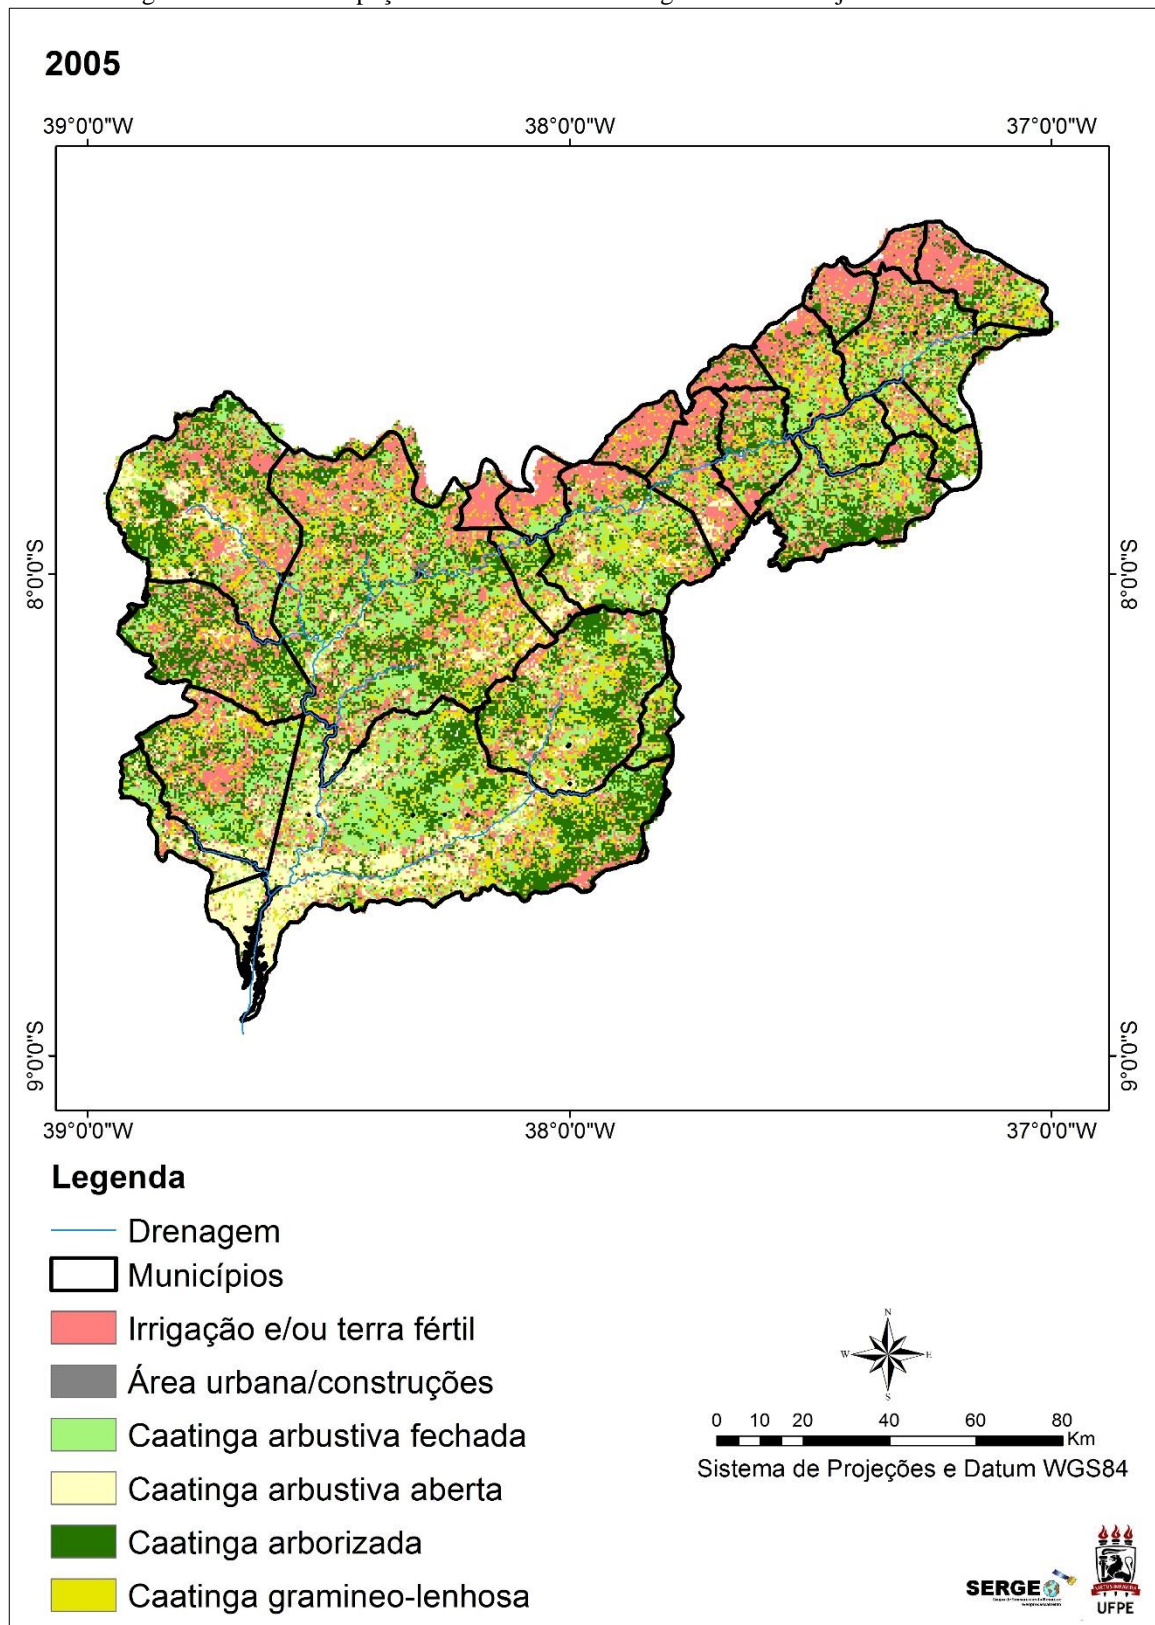 2005
39°0'0"W 38°0'0"W 37°0'0"W
8°0'0"S 8°0'0"S
9°0'0"S 9°0'0"S
39°0'0"W 38°0'0"W 37°0'0"W
Legenda
Drenagem
Municípios
Irrigação e/ou terra fértil
Área urbana/construções
Caatinga arbustiva fechada
Caatinga arbustiva aberta
Caatinga arborizada
Caatinga gramineo-lenhosa
N
W E
S
0 10 20 40 60 80
Km
Sistema de Projeções e Datum WGS84
SERGEO
UFPE